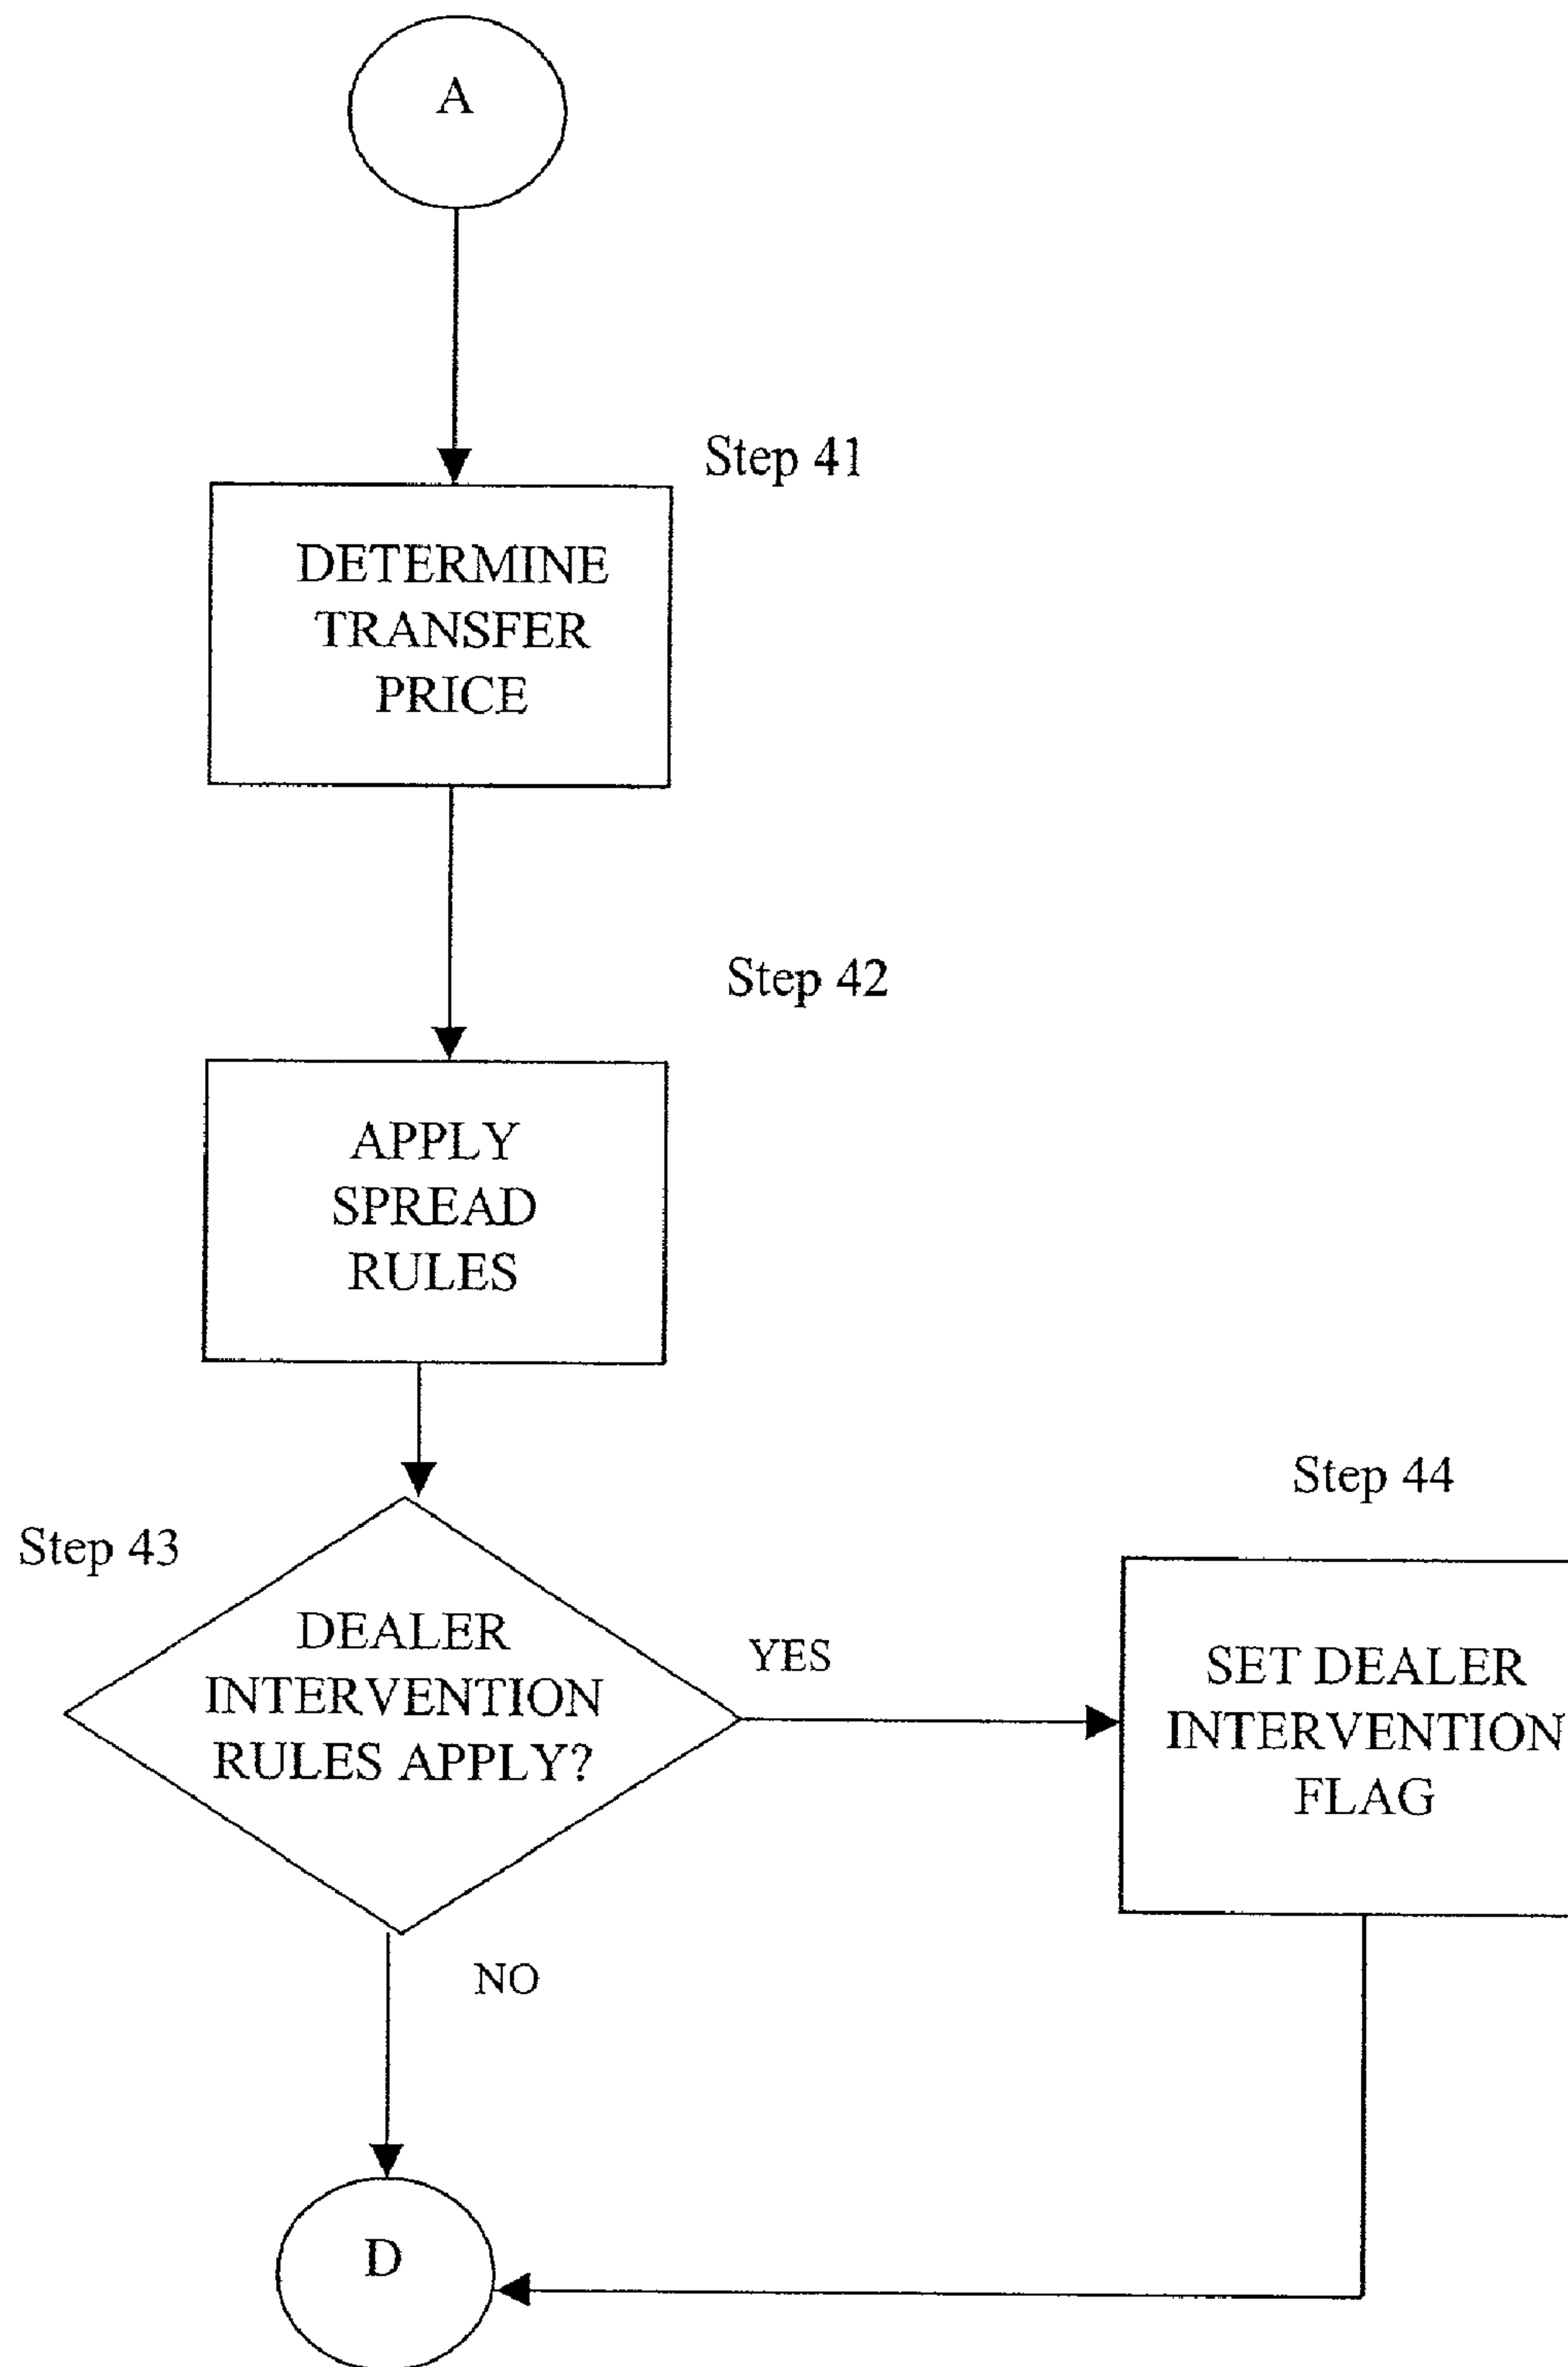 A
Step 41
DETERMINE
TRANSFER
PRICE
Step 42
APPLY
SPREAD
RULES
Step 43
DEALER
INTERVENTION
RULES APPLY?
YES
Step 44
SET DEALER
INTERVENTION
FLAG
NO
D